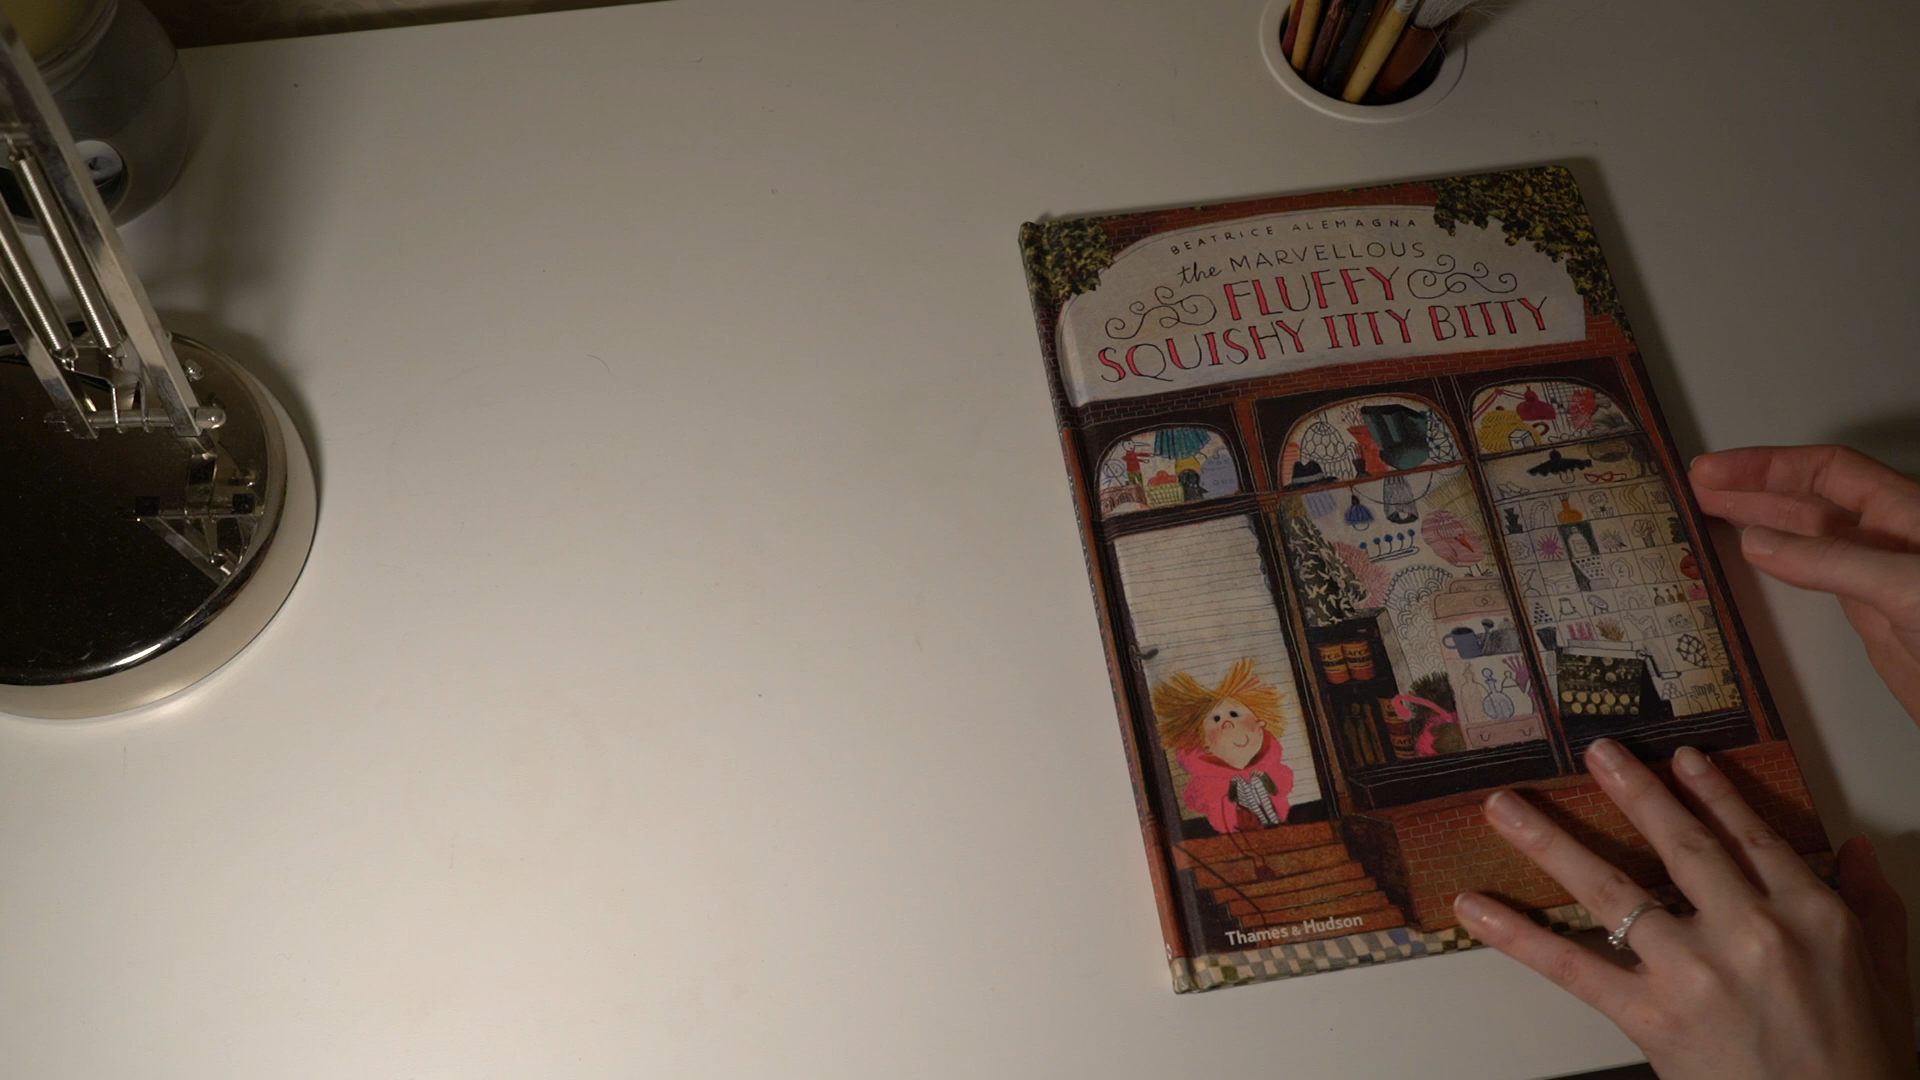 BEATRICE ALEMAGNA
the MARVELLOUS
FLUFFY
SQUISHY ITTY BITTY
Thames & Hudson